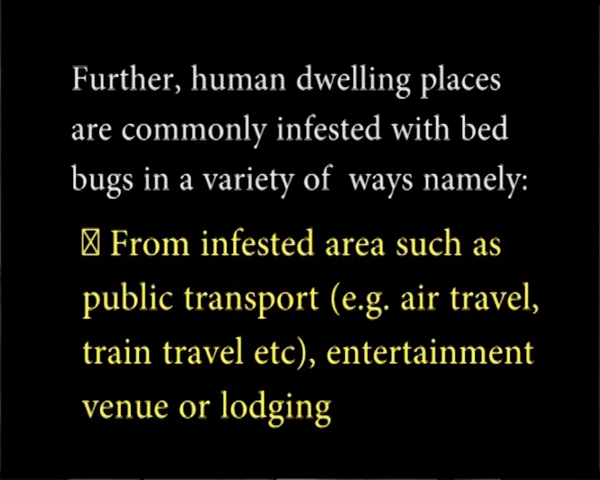 Further, human dwelling places
are commonly infested with bed
bugs in a variety of ways namely:
From infested area such as
public transport (e.g. air travel,
train travel etc), entertainment
venue or lodging